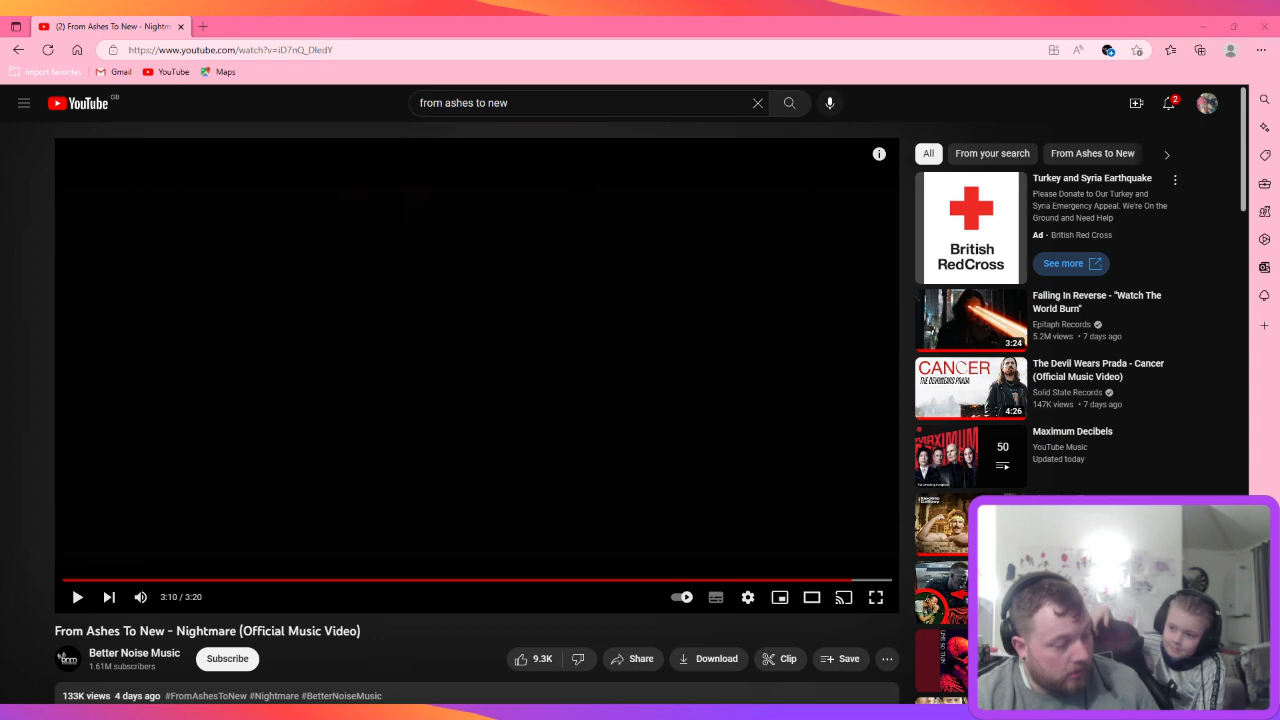 (2) From Ashes To New - Nightm
https://www.youtube.com/watch?v=iD7nQ_DIedY
Import favorites
Gmail
YouTube
Maps
YouTube GB
from ashes to new
2
All
From your search
From Ashes to New
British
RedCross
Turkey and Syria Earthquake
Please Donate to Our Turkey and
Syria Emergency Appeal. We're On the
Ground and Need Help
Ad - British Red Cross
See more
3:24
Falling In Reverse - "Watch The
World Burn"
Epitaph Records
5.2M views • 7 days ago
CANCER
THE DEVIL WEARS PRADA
4:26
The Devil Wears Prada - Cancer
(Official Music Video)
Solid State Records
147K views • 7 days ago
MAXIMUM
50
Maximum Decibels
YouTube Music
Updated today
3:10 / 3:20
From Ashes To New - Nightmare (Official Music Video)
Better Noise Music
1.61M subscribers
Subscribe
9.3K
Share
Download
Clip
Save
133K views 4 days ago #FromAshesToNew #Nightmare #BetterNoiseMusic